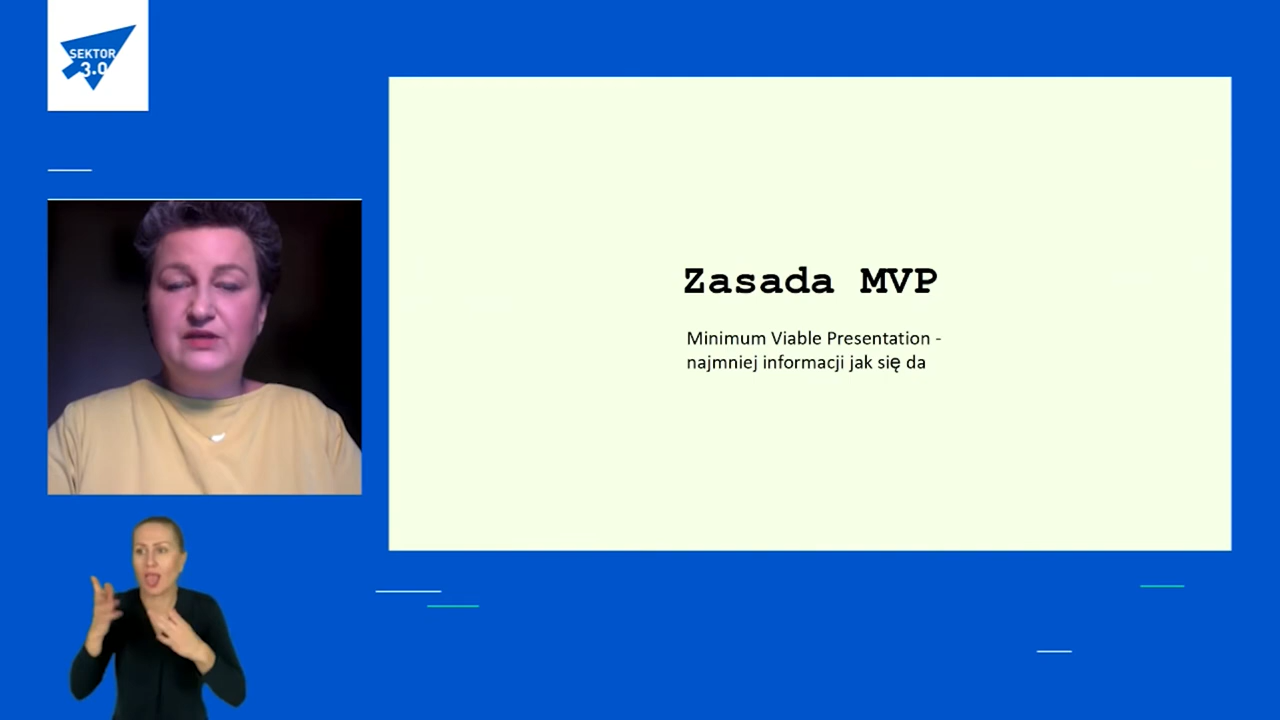 SEKTOR
3.0
Zasada MVP
Minimum Viable Presentation -
najmniej informacji jak się da